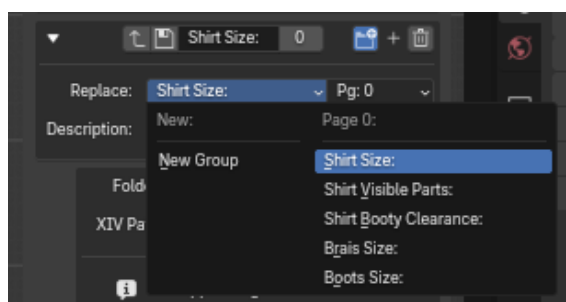 Shirt Size: 0
Replace: Shirt Size: Pg: 0
Description: New: Page 0:
New Group Shirt Size:
Shirt Visible Parts:
Shirt Booty Clearance:
Brais Size:
Boots Size:
Fold
XIV Pa